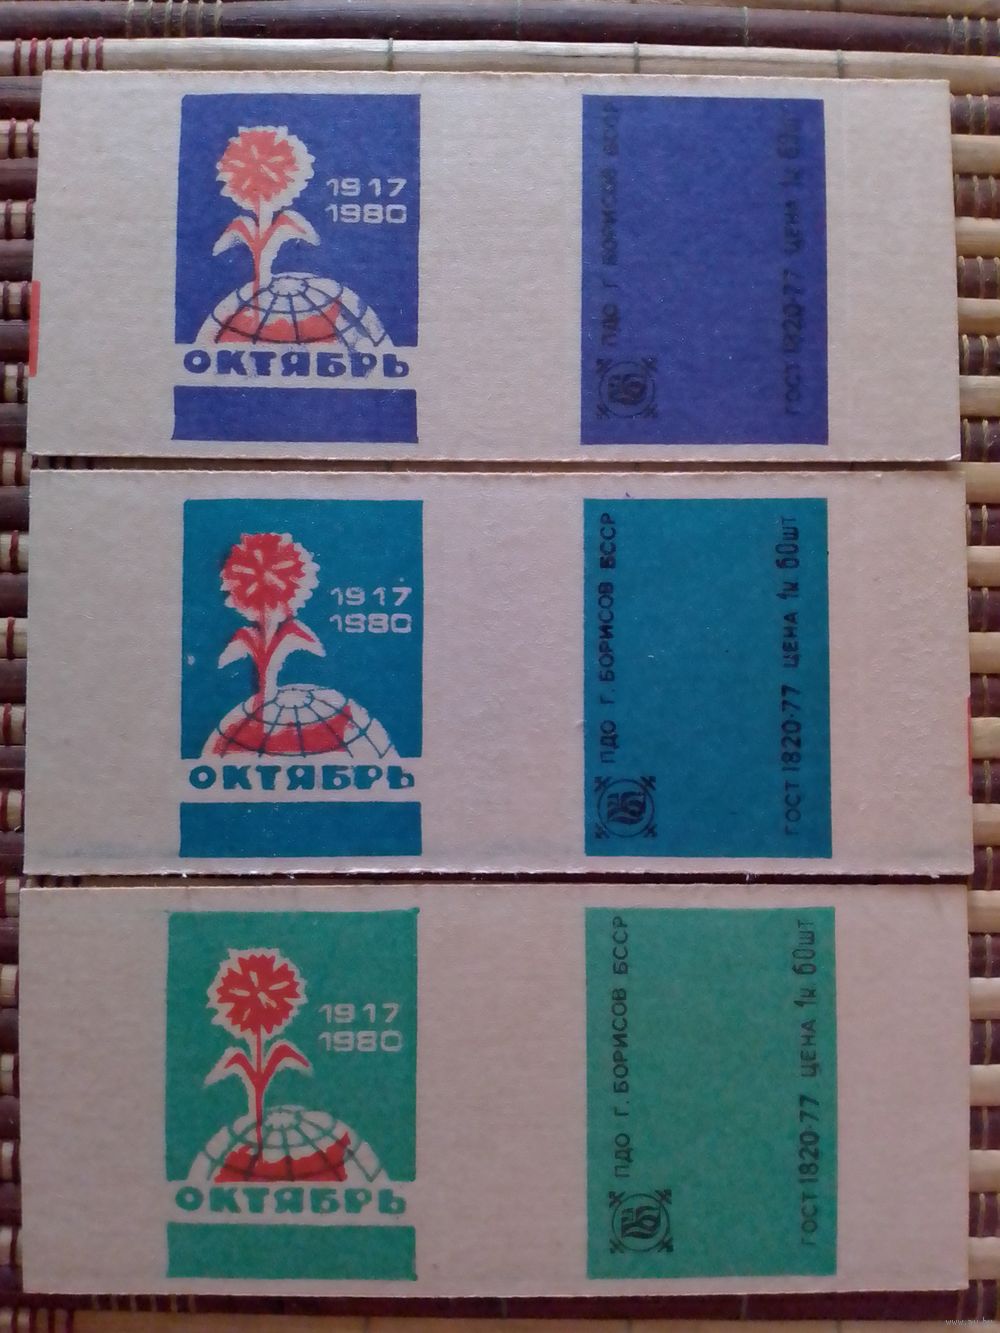 1917
1980
ОКТЯБРЬ
ПДО Г. БОРИСОВ БССР
ГОСТ 1820-77 ЦЕНА 1К 60ШТ
1917
1980
ОКТЯБРЬ
ПДО Г. БОРИСОВ БССР
ГОСТ 1820-77 ЦЕНА 1К 60ШТ
1917
1980
ОКТЯБРЬ
ПДО Г. БОРИСОВ БССР
ГОСТ 1820-77 ЦЕНА 1К 60ШТ